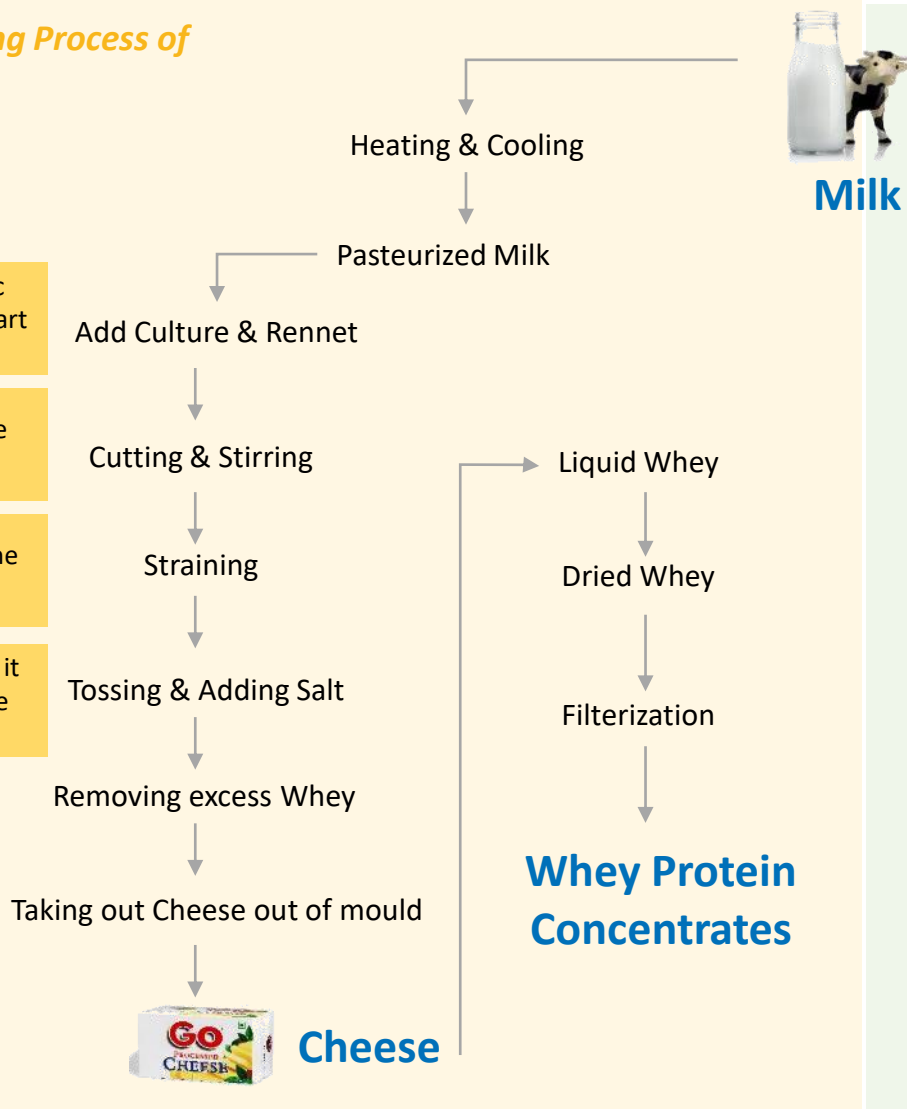 ng Process of
Milk
Heating & Cooling
Pasteurized Milk
c
art
Add Culture & Rennet
e
Cutting & Stirring
Liquid Whey
ne
Straining
Dried Whey
it
e
Tossing & Adding Salt
Filterization
Removing excess Whey
Whey Protein
Concentrates
Taking out Cheese out of mould
GO
PROCESSED
CHEESE
Cheese